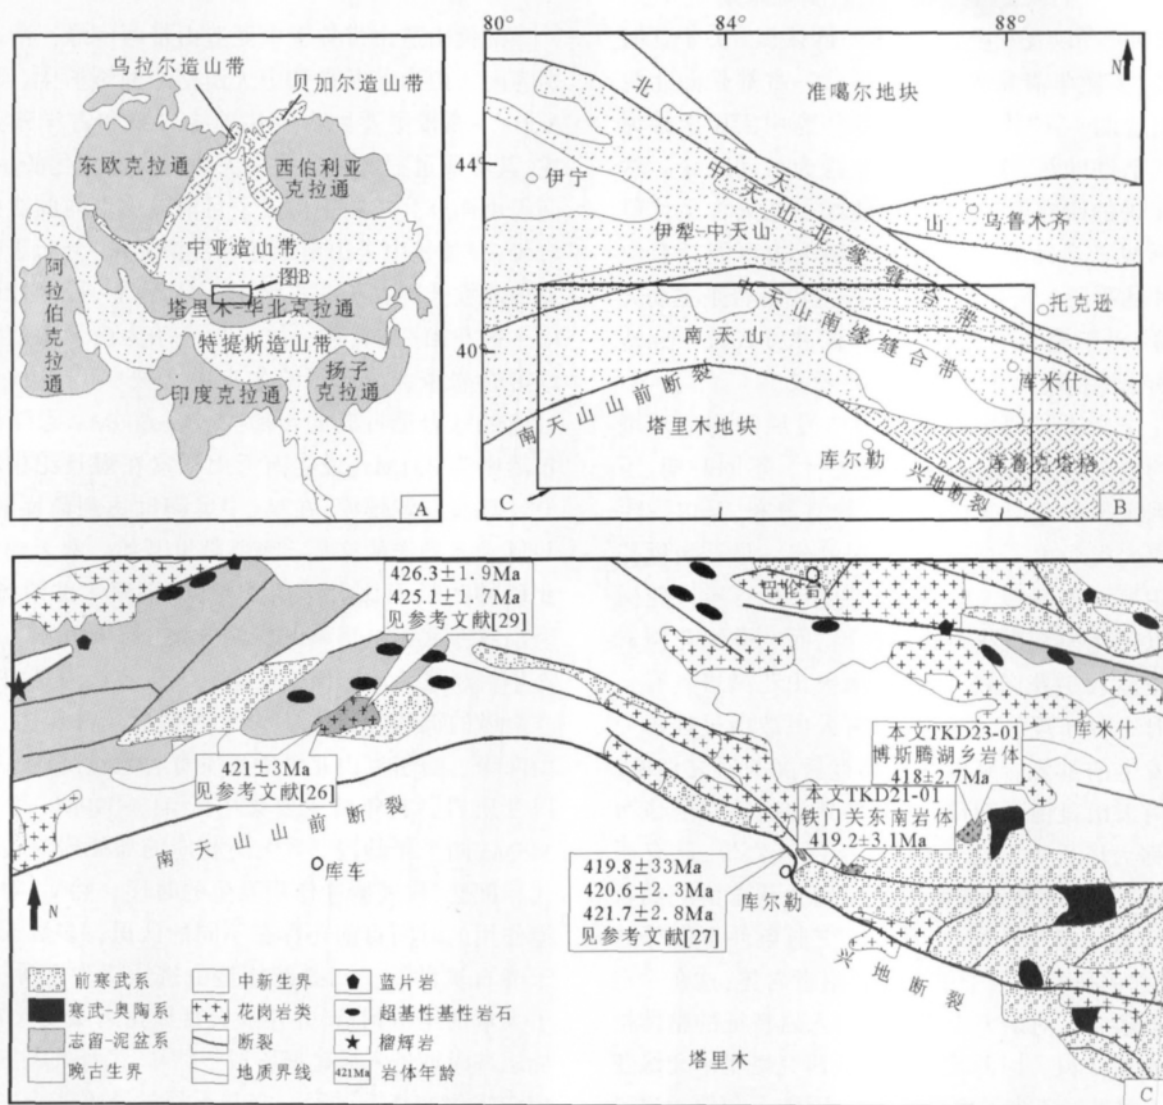 乌拉尔造山带
贝加尔造山带
东欧克拉通
西伯利亚
克拉通
中亚造山带
图B
阿拉伯克拉通
塔里木-华北克拉通
特提斯造山带
印度克拉通
扬子
克拉通
A
80°
84°
88°
44°
40°
N
准噶尔地块
北天山
伊宁
乌鲁木齐
中天山北缘缝合带
伊犁-中天山
托克逊
中天山南缘缝合带
南天山
库米什
南天山山前断裂
塔里木地块
库尔勒
库鲁克塔格
兴地断裂
C
B
426.3±1.9Ma
425.1±1.7Ma
见参考文献[29]
巴伦台
421±3Ma
见参考文献[26]
库米什
本文TKD23-01
博斯腾湖乡岩体
418±2.7Ma
本文TKD21-01
铁门关东南岩体
419.2±3.1Ma
南天山山前断裂
库车
419.8±33Ma
420.6±2.3Ma
421.7±2.8Ma
见参考文献[27]
库尔勒
兴地断裂
塔里木
N
前寒武系
中新生界
蓝片岩
寒武-奥陶系
花岗岩类
超基性基性岩石
志留-泥盆系
断裂
榴辉岩
晚古生界
地质界线
421Ma 岩体年龄
C